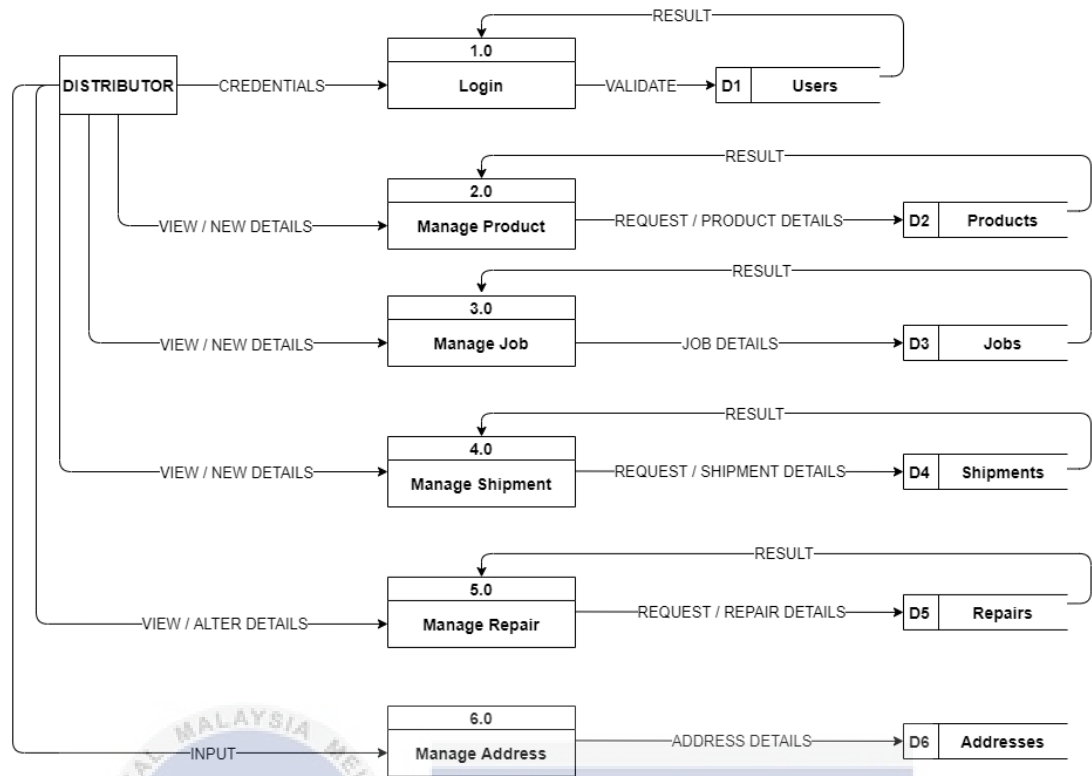 RESULT
1.0
DISTRIBUTOR
CREDENTIALS
Login
VALIDATE
D1
Users
RESULT
2.0
VIEW / NEW DETAILS
Manage Product
REQUEST / PRODUCT DETAILS
D2
Products
RESULT
3.0
VIEW / NEW DETAILS
Manage Job
JOB DETAILS
D3
Jobs
RESULT
4.0
VIEW / NEW DETAILS
Manage Shipment
REQUEST / SHIPMENT DETAILS
D4
Shipments
RESULT
5.0
VIEW / ALTER DETAILS
Manage Repair
REQUEST / REPAIR DETAILS
D5
Repairs
6.0
INPUT
Manage Address
ADDRESS DETAILS
D6
Addresses
MALAYSIA